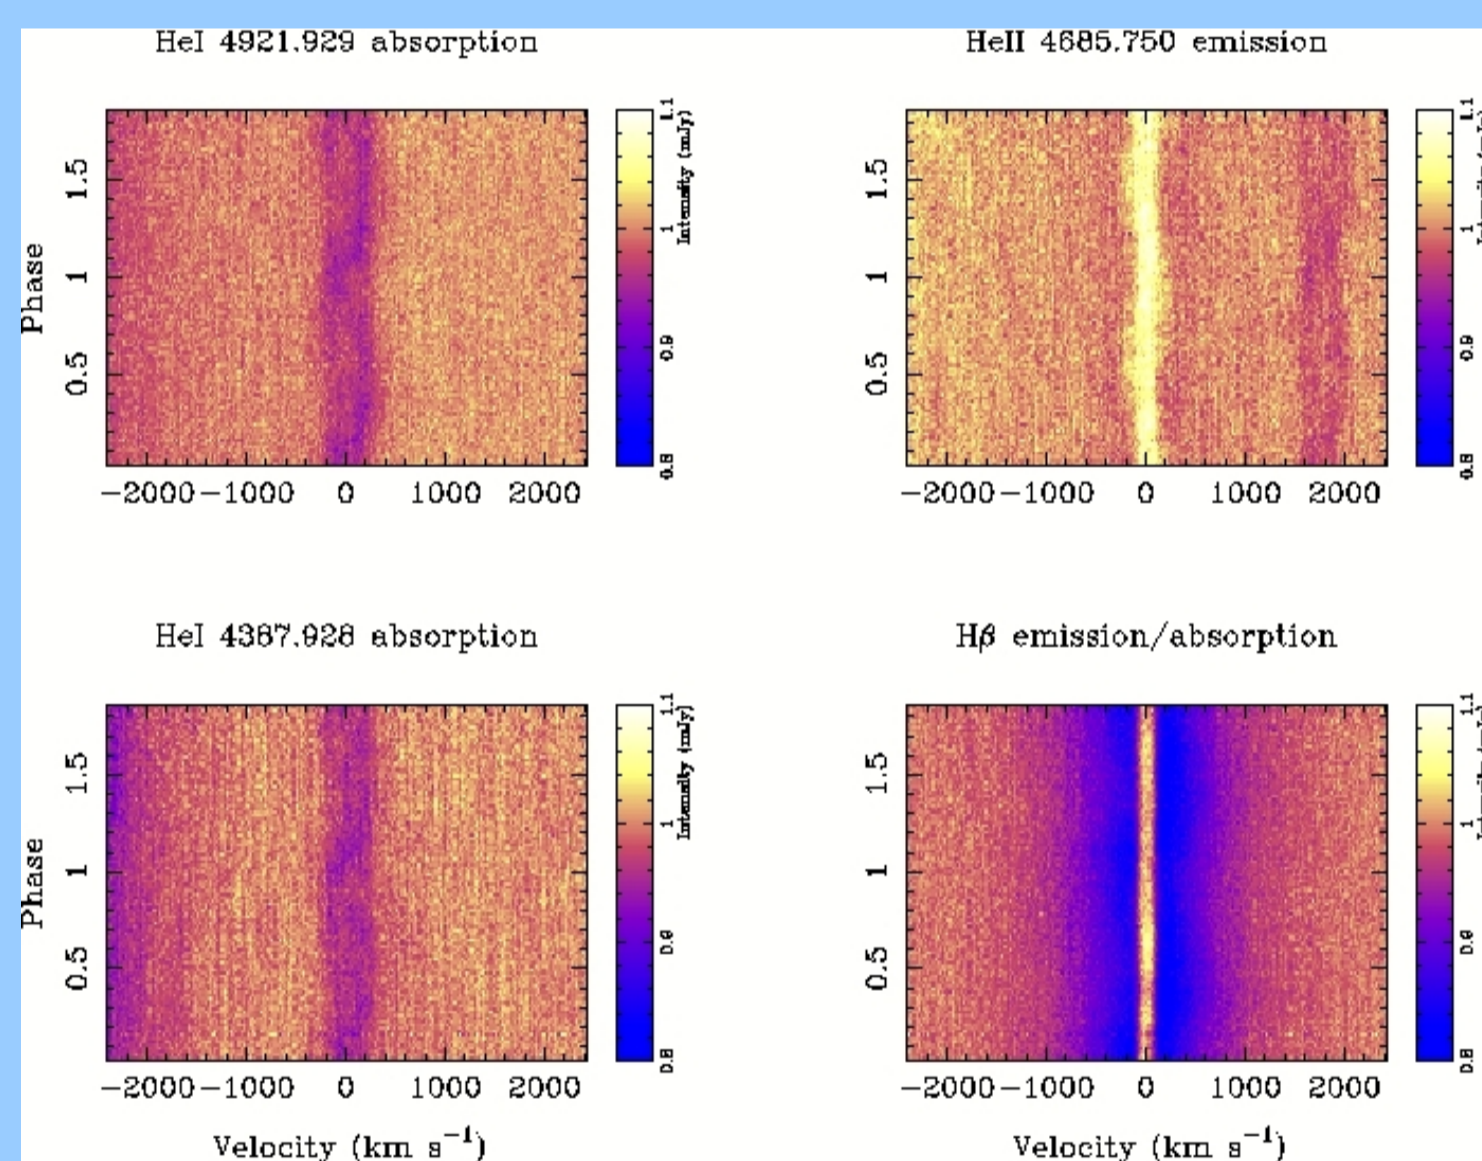 HeI 4921.929 absorption
1.1
1
0.9
0.8
Intensity (mJy)
Phase
1.5
1
0.5
−2000 −1000 0 1000 2000
HeII 4685.750 emission
1.1
1
0.9
0.8
1.5
1
0.5
−2000 −1000 0 1000 2000
HeI 4387.928 absorption
1.1
1
0.9
0.8
Intensity (mJy)
Phase
1.5
1
0.5
−2000 −1000 0 1000 2000
Velocity (km s⁻¹)
Hβ emission/absorption
1.1
1
0.9
0.8
1.5
1
0.5
−2000 −1000 0 1000 2000
Velocity (km s⁻¹)